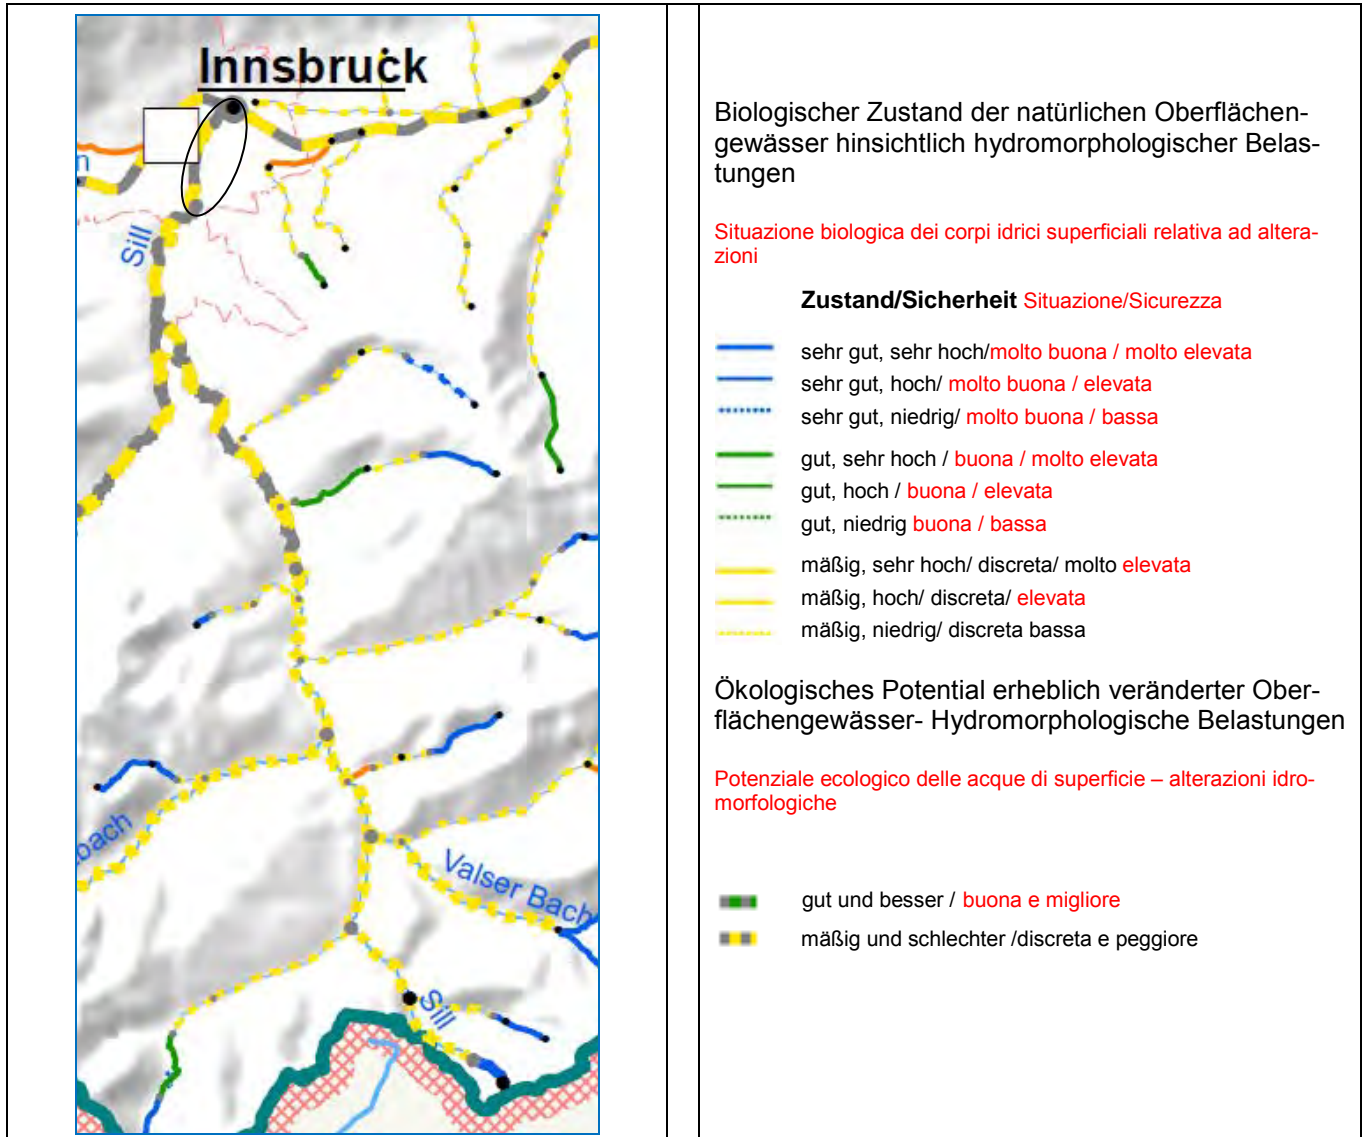 Innsbruck
n
Sill
bach
Valser Bach
Sill
Biologischer Zustand der natürlichen Oberflächen-
gewässer hinsichtlich hydromorphologischer Belas-
tungen
Situazione biologica dei corpi idrici superficiali relativa ad altera-
zioni
Zustand/Sicherheit Situazione/Sicurezza
sehr gut, sehr hoch/molto buona / molto elevata
sehr gut, hoch/ molto buona / elevata
sehr gut, niedrig/ molto buona / bassa
gut, sehr hoch / buona / molto elevata
gut, hoch / buona / elevata
gut, niedrig buona / bassa
mäßig, sehr hoch/ discreta/ molto elevata
mäßig, hoch/ discreta/ elevata
mäßig, niedrig/ discreta bassa
Ökologisches Potential erheblich veränderter Ober-
flächengewässer- Hydromorphologische Belastungen
Potenziale ecologico delle acque di superficie – alterazioni idro-
morfologiche
gut und besser / buona e migliore
mäßig und schlechter /discreta e peggiore